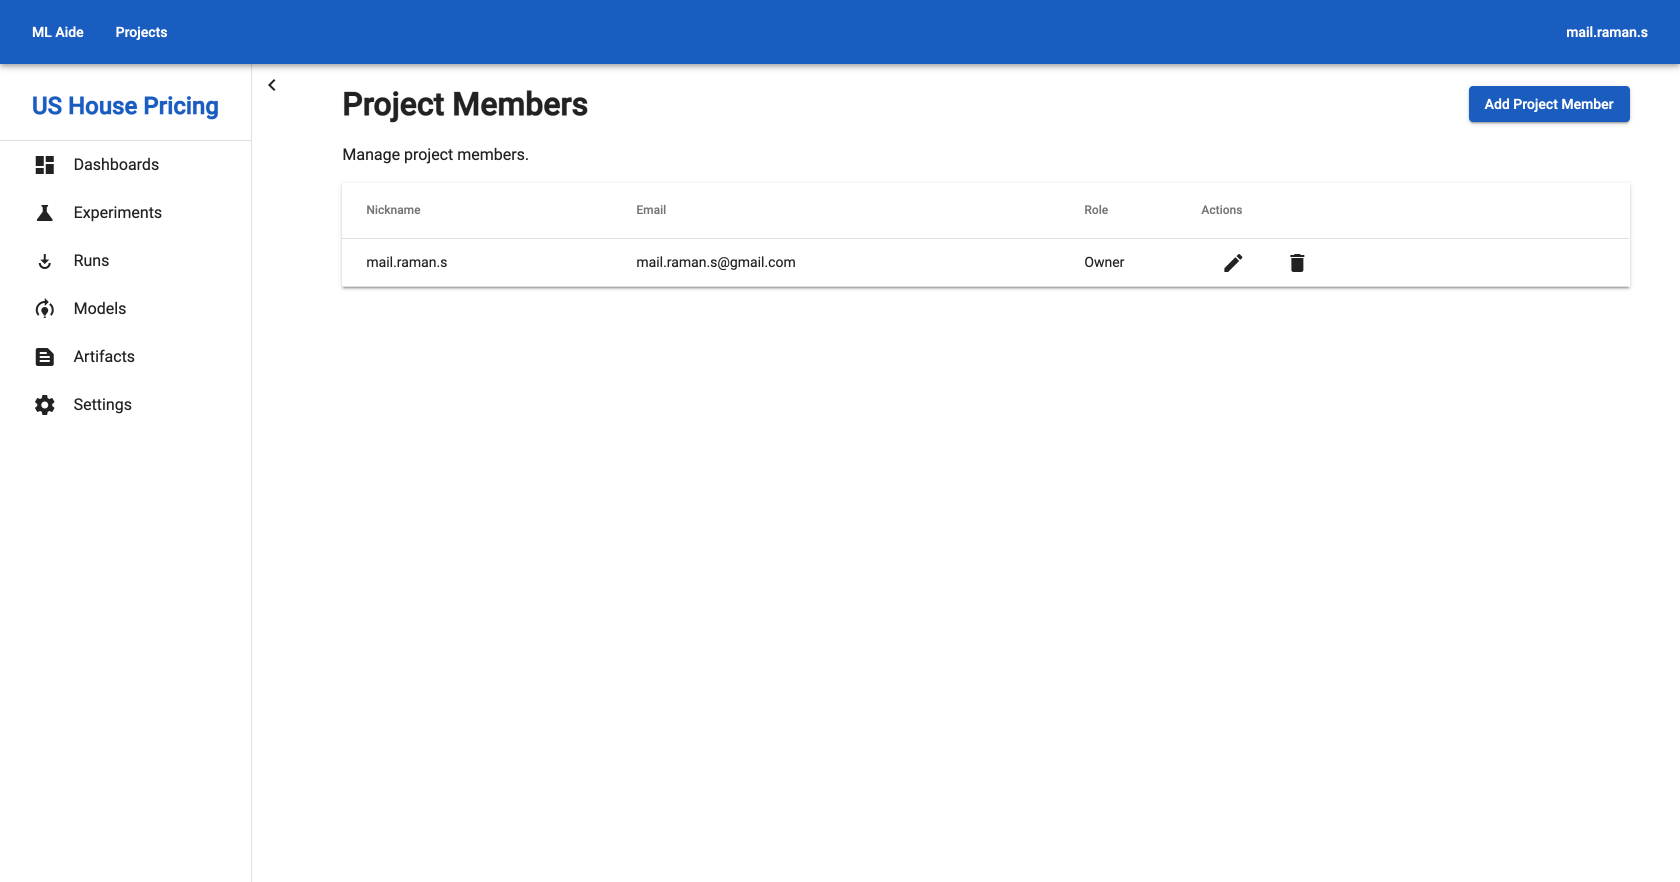 ML Aide Projects mail.raman.s
US House Pricing
Dashboards
Experiments
Runs
Models
Artifacts
Settings
Project Members
Add Project Member
Manage project members.
Nickname Email Role Actions
mail.raman.s mail.raman.s@gmail.com Owner